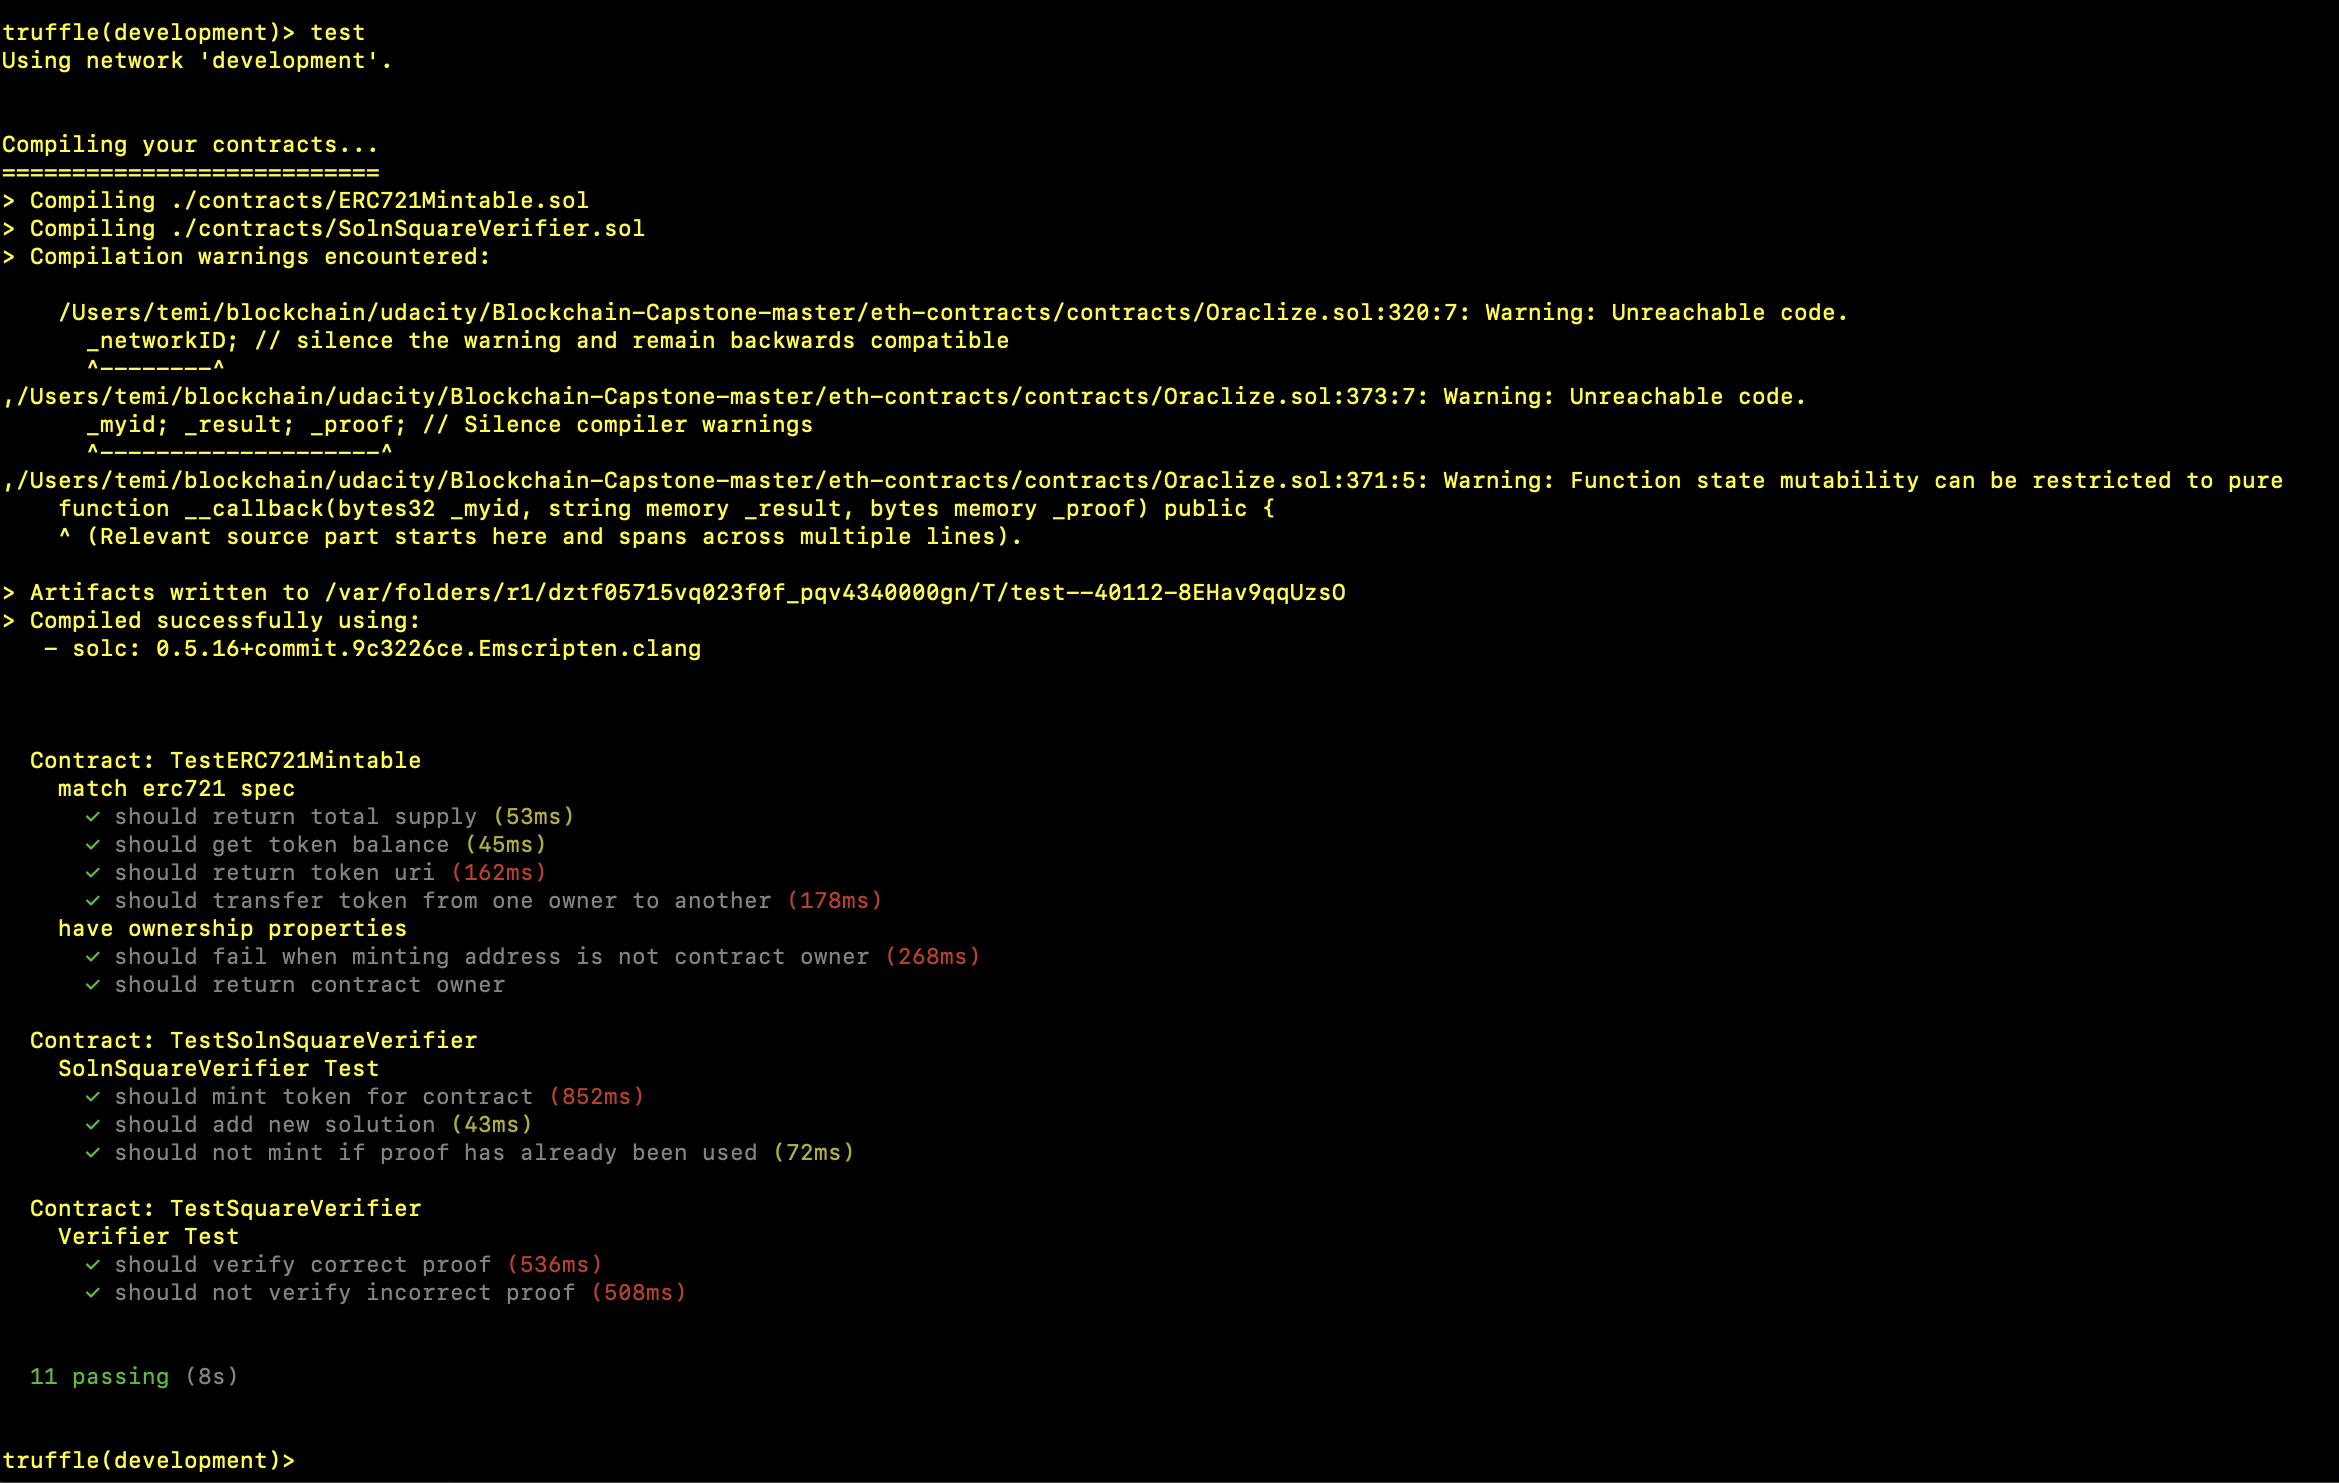 truffle(development)> test
Using network 'development'.
Compiling your contracts...
===========================
> Compiling ./contracts/ERC721Mintable.sol
> Compiling ./contracts/SolnSquareVerifier.sol
> Compilation warnings encountered:
/Users/temi/blockchain/udacity/Blockchain-Capstone-master/eth-contracts/contracts/Oraclize.sol:320:7: Warning: Unreachable code.
_networkID; // silence the warning and remain backwards compatible
^--------^
,/Users/temi/blockchain/udacity/Blockchain-Capstone-master/eth-contracts/contracts/Oraclize.sol:373:7: Warning: Unreachable code.
_myid; _result; _proof; // Silence compiler warnings
^--------------------^
,/Users/temi/blockchain/udacity/Blockchain-Capstone-master/eth-contracts/contracts/Oraclize.sol:371:5: Warning: Function state mutability can be restricted to pure
function __callback(bytes32 _myid, string memory _result, bytes memory _proof) public {
^ (Relevant source part starts here and spans across multiple lines).
> Artifacts written to /var/folders/r1/dztf05715vq023f0f_pqv4340000gn/T/test--40112-8EHav9qqUzsO
> Compiled successfully using:
- solc: 0.5.16+commit.9c3226ce.Emscripten.clang
Contract: TestERC721Mintable
match erc721 spec
✓ should return total supply (53ms)
✓ should get token balance (45ms)
✓ should return token uri (162ms)
✓ should transfer token from one owner to another (178ms)
have ownership properties
✓ should fail when minting address is not contract owner (268ms)
✓ should return contract owner
Contract: TestSolnSquareVerifier
SolnSquareVerifier Test
✓ should mint token for contract (852ms)
✓ should add new solution (43ms)
✓ should not mint if proof has already been used (72ms)
Contract: TestSquareVerifier
Verifier Test
✓ should verify correct proof (536ms)
✓ should not verify incorrect proof (508ms)
11 passing (8s)
truffle(development)>